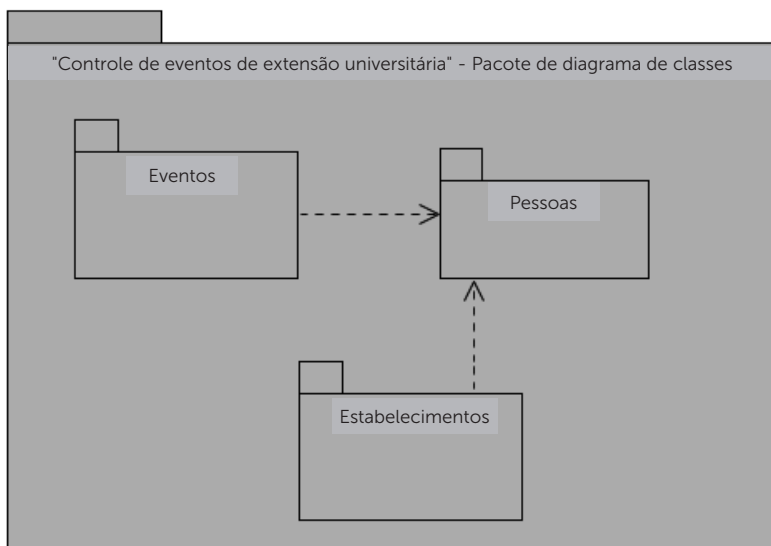 "Controle de eventos de extensão universitária" - Pacote de diagrama de classes
Eventos
Pessoas
Estabelecimentos